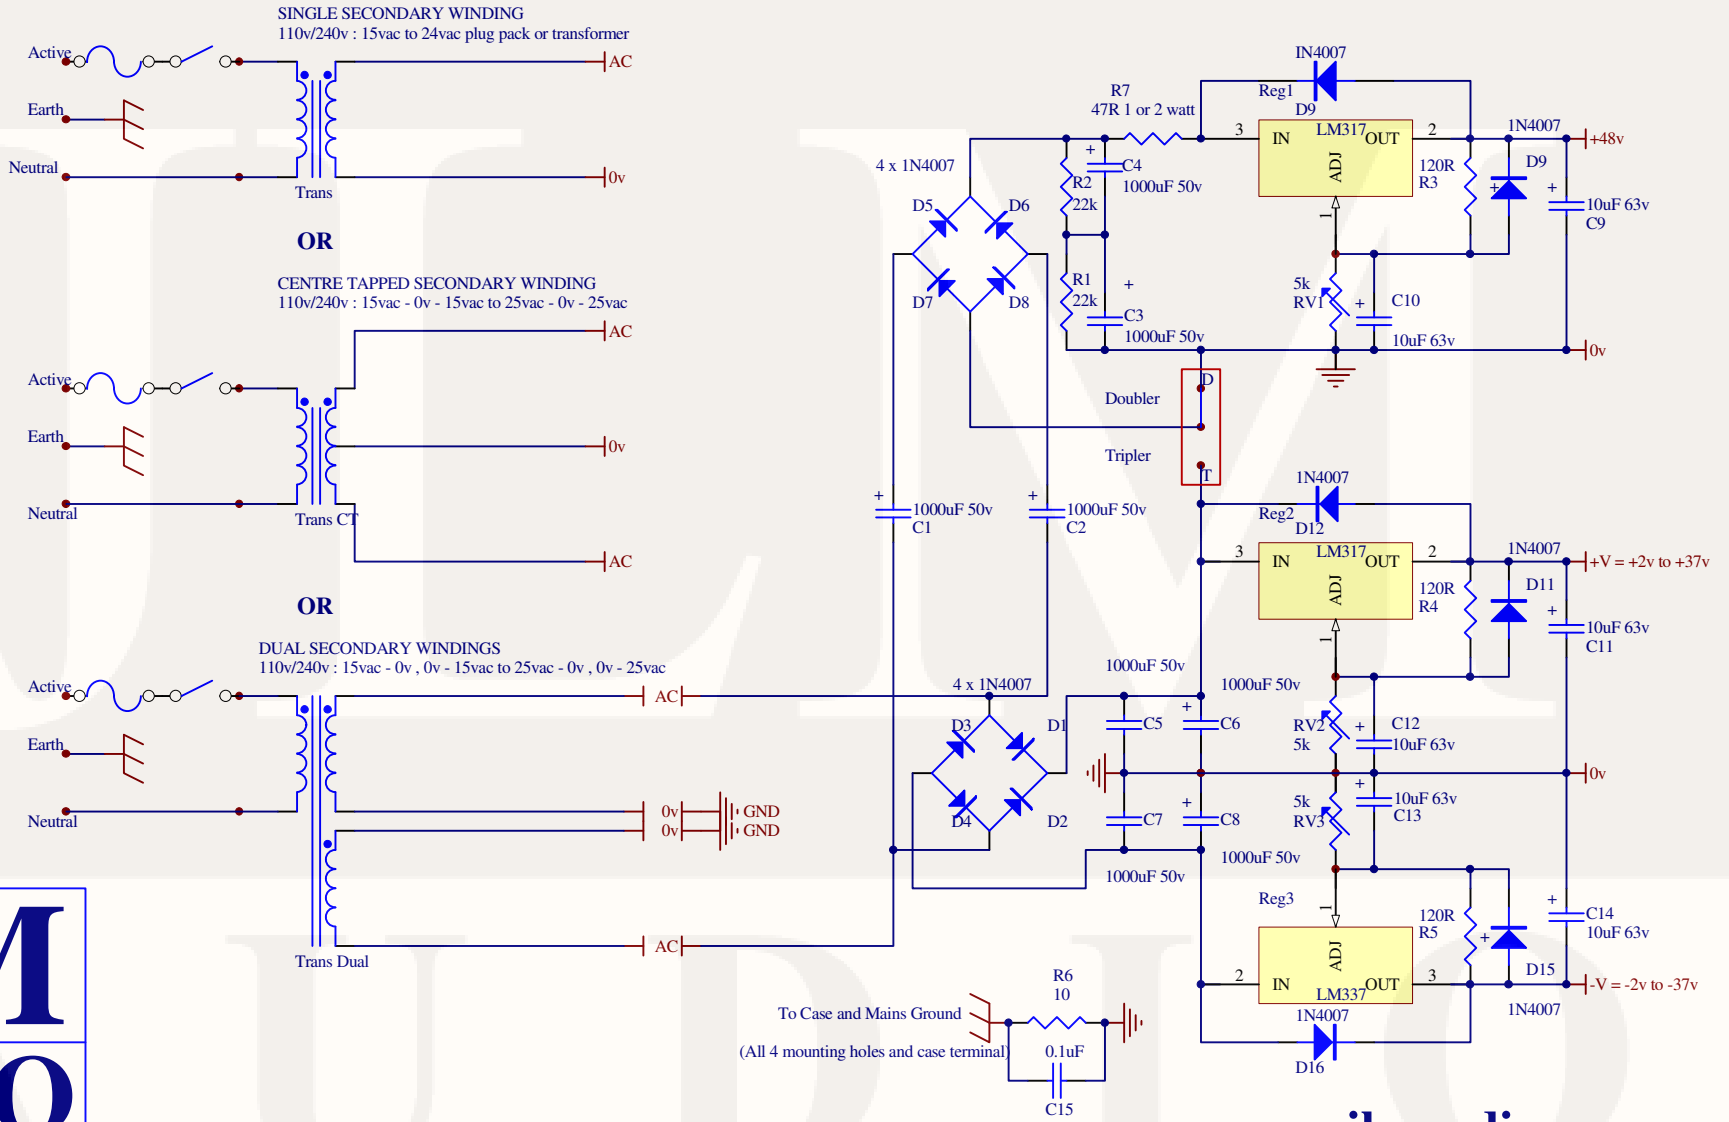 SINGLE SECONDARY WINDING
110v/240v : 15vac to 24vac plug pack or transformer
Active
AC
Earth
Neutral
0v
Trans
OR
CENTRE TAPPED SECONDARY WINDING
110v/240v : 15vac - 0v - 15vac to 25vac - 0v - 25vac
AC
Active
Earth
0v
Neutral
Trans CT
AC
OR
DUAL SECONDARY WINDINGS
110v/240v : 15vac - 0v , 0v - 15vac to 25vac - 0v , 0v - 25vac
Active
AC
Earth
0v
GND
0v
GND
Neutral
AC
Trans Dual
4 x 1N4007
D5
D6
D7
D8
R7
47R 1 or 2 watt
+
C4
1000uF 50v
R2
22k
R1
22k
+
C3
1000uF 50v
IN4007
Reg1
D9
3
IN
LM317
OUT
2
ADJ
1
1N4007
+48v
120R
R3
D9
+
+
10uF 63v
C9
5k
RV1
+
C10
10uF 63v
0v
D
Doubler
Tripler
T
+
1000uF 50v
C1
+
1000uF 50v
C2
1N4007
Reg2
D12
3
IN
LM317
OUT
2
ADJ
1
1N4007
+V = +2v to +37v
120R
R4
D11
+
10uF 63v
C11
4 x 1N4007
D3
D1
D4
D2
1000uF 50v
1000uF 50v
C5
+
C6
RV2
5k
+
C12
10uF 63v
0v
C7
+
C8
1000uF 50v
1000uF 50v
5k
RV3
+
10uF 63v
C13
Reg3
1
ADJ
2
IN
LM337
OUT
3
120R
R5
+
D15
+
C14
10uF 63v
-V = -2v to -37v
1N4007
1N4007
D16
R6
10
To Case and Mains Ground
(All 4 mounting holes and case terminal)
0.1uF
C15